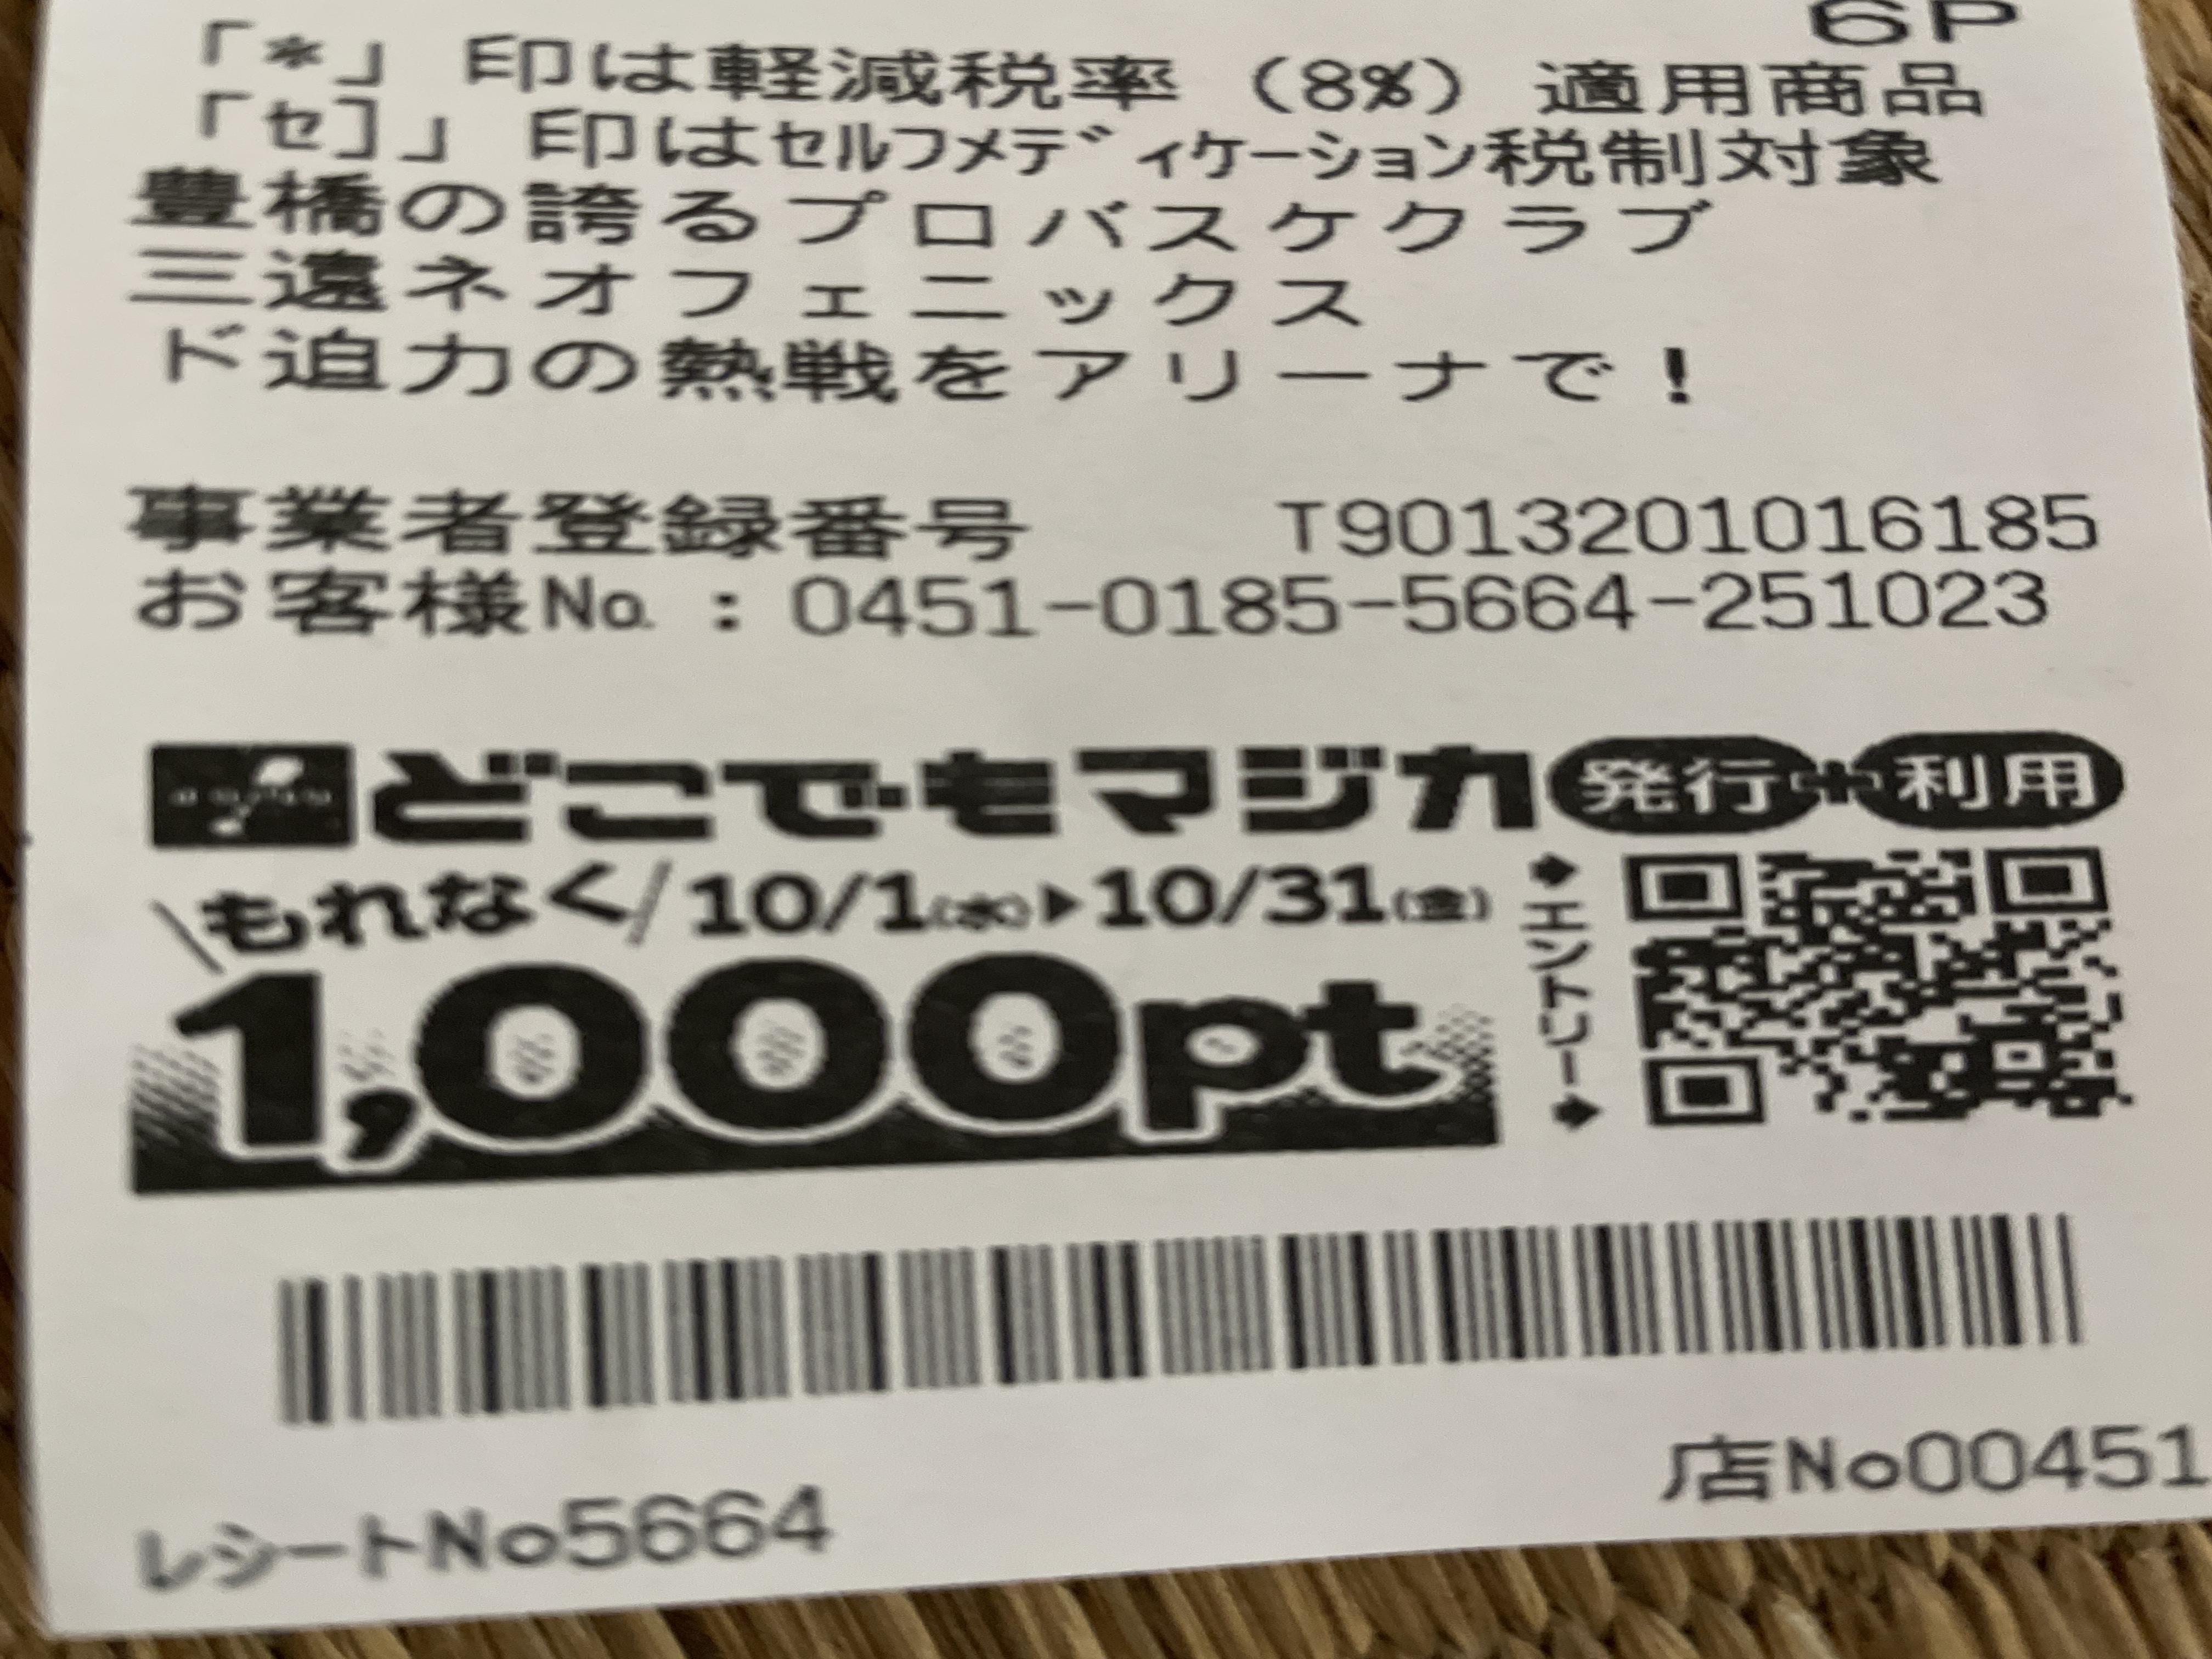 6P
「*」印は軽減税率（8%）適用商品
「セ]」印はｾﾙﾌﾒﾃﾞｨｹｰｼｮﾝ税制対象
豊橋の誇るプロバスケクラブ
三遠ネオフェニックス
ド迫力の熱戦をアリーナで！
事業者登録番号 T9013201016185
お客様No.：0451-0185-5664-251023
どこでもマジカ 発行+利用
\もれなく/ 10/1(水)▶10/31(金)
1,000pt
エントリー
店No00451
レシートNo5664